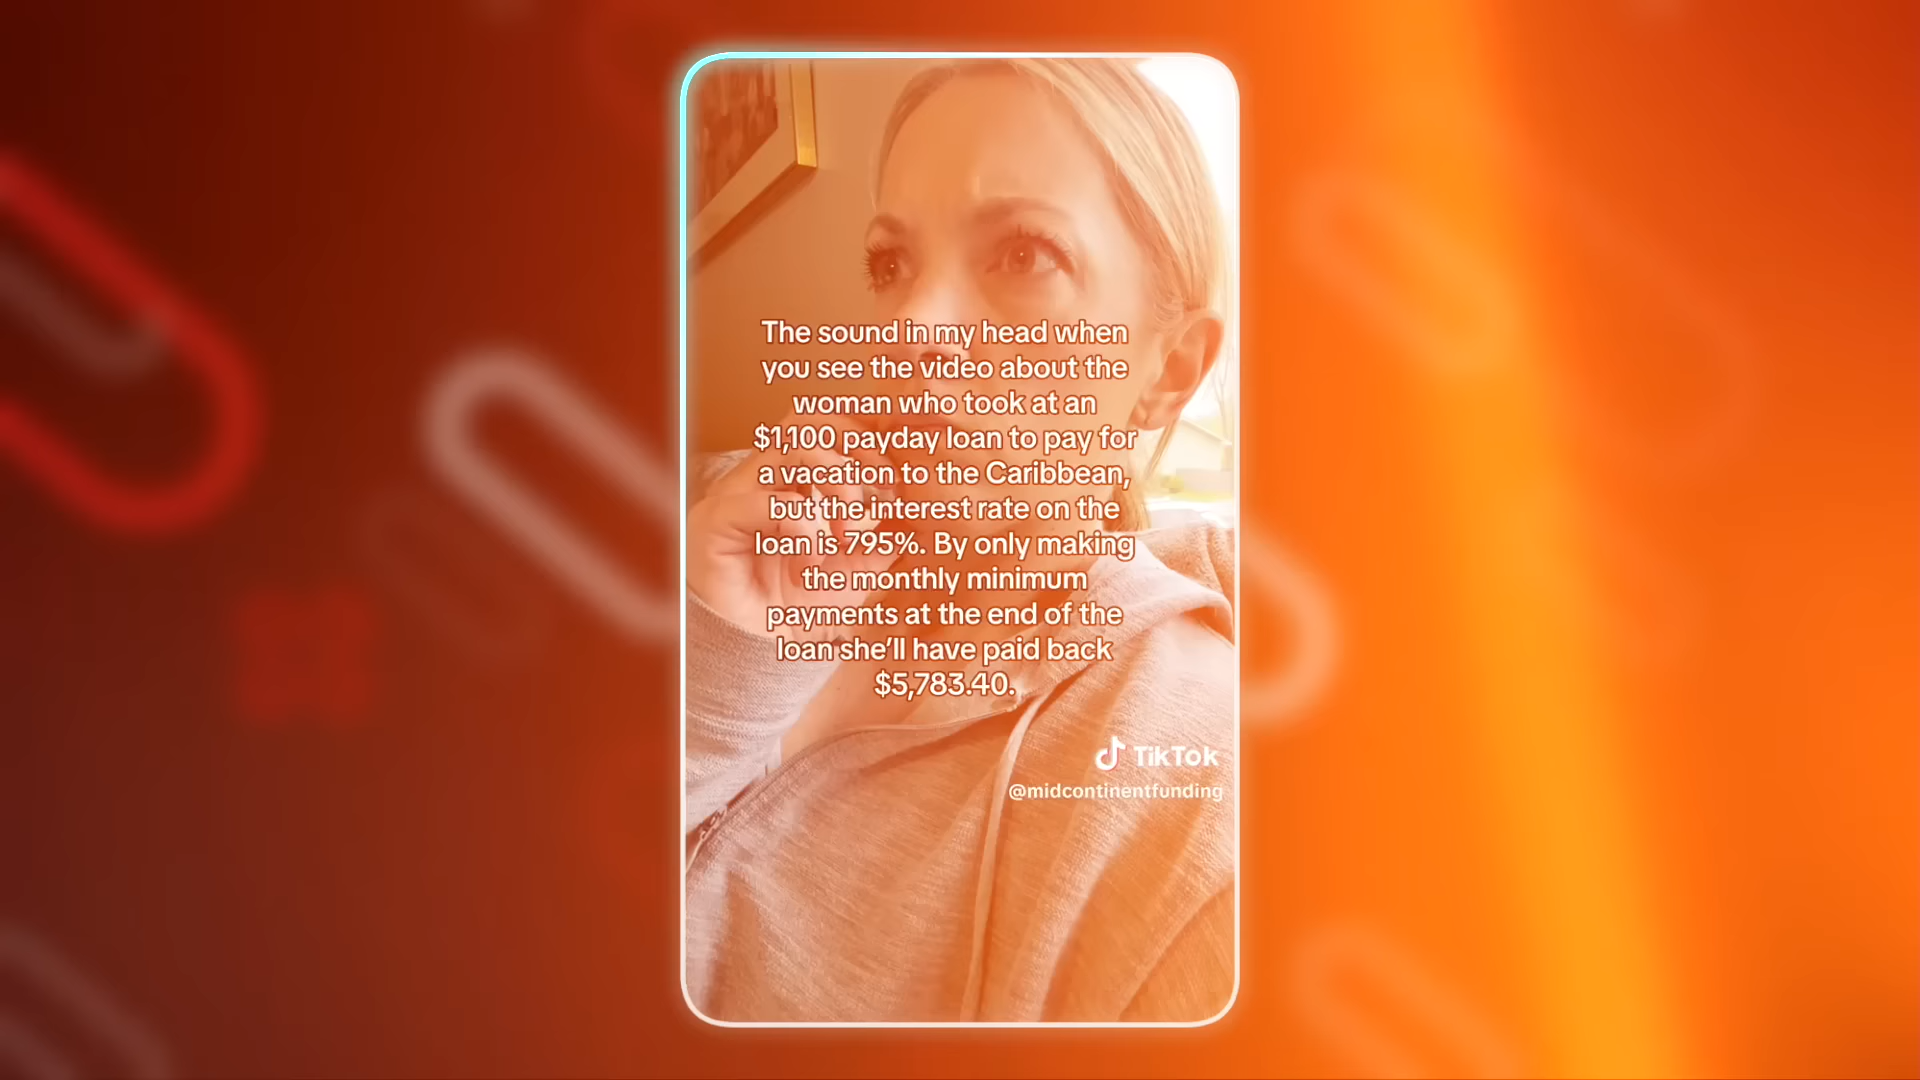 The sound in my head when
you see the video about the
woman who took at an
$1,100 payday loan to pay for
a vacation to the Caribbean,
but the interest rate on the
loan is 795%. By only making
the monthly minimum
payments at the end of the
loan she'll have paid back
$5,783.40.
TikTok
@midcontinentfunding